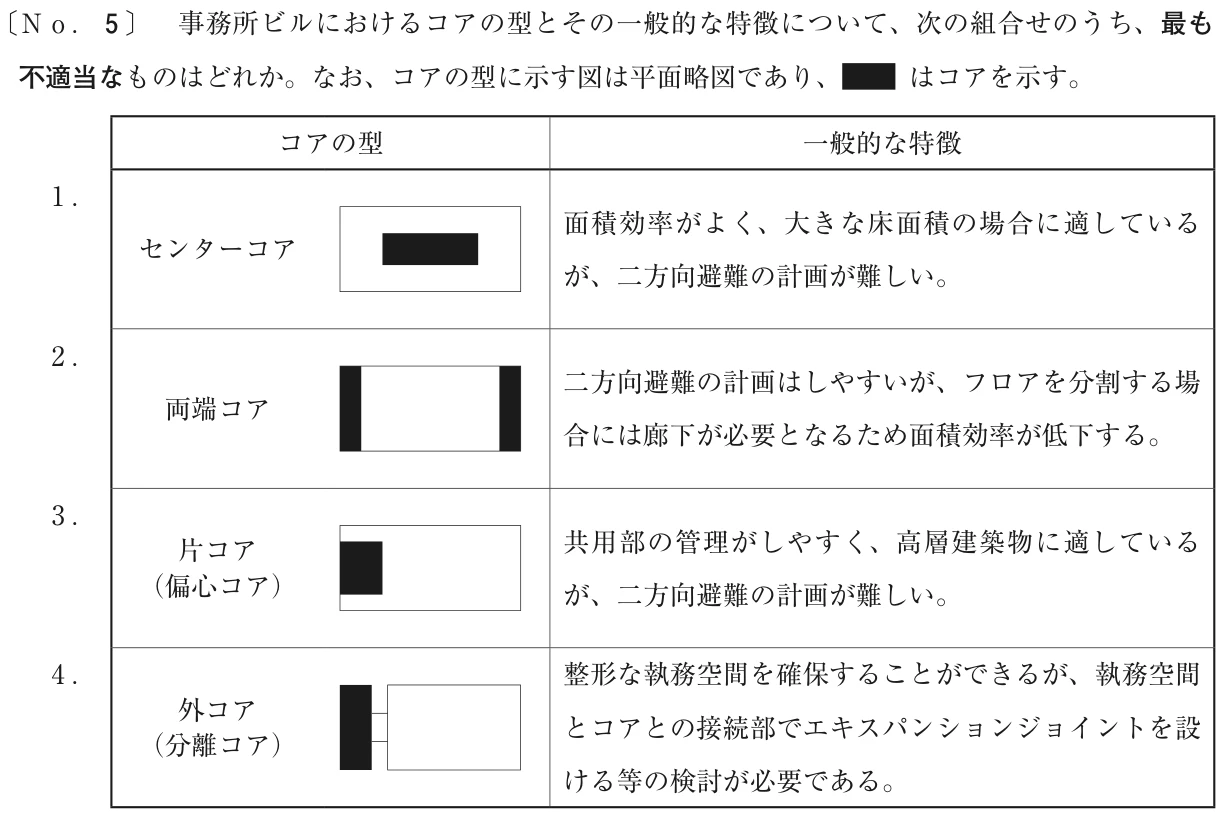 〔Ｎｏ．５〕　事務所ビルにおけるコアの型とその一般的な特徴について、次の組合せのうち、最も
不適当なものはどれか。なお、コアの型に示す図は平面略図であり、 はコアを示す。
コアの型
一般的な特徴
１.
センターコア
面積効率がよく、大きな床面積の場合に適している
が、二方向避難の計画が難しい。
２.
両端コア
二方向避難の計画はしやすいが、フロアを分割する場
合には廊下が必要となるため面積効率が低下する。
３.
片コア
（偏心コア）
共用部の管理がしやすく、高層建築物に適している
が、二方向避難の計画が難しい。
４.
外コア
（分離コア）
整形な執務空間を確保することができるが、執務空間
とコアとの接続部でエキスパンションジョイントを設
ける等の検討が必要である。